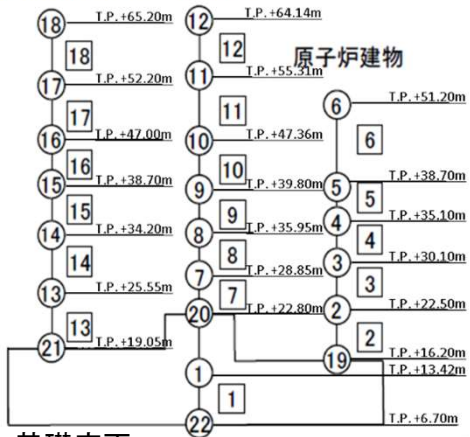 18 T.P.+65.20m 12 T.P.+64.14m
18 12 原子炉建物
17 T.P.+52.20m 11 T.P.+55.31m
6 T.P.+51.20m
17 11 6
16 T.P.+47.00m 10 T.P.+47.36m
16 10
15 T.P.+38.70m 9 T.P.+39.80m 5 T.P.+38.70m
15 9 5
14 T.P.+34.20m 8 T.P.+35.95m 4 T.P.+35.10m
14 8 4
13 T.P.+25.55m 7 T.P.+28.85m 3 T.P.+30.10m
13 7 3
20 T.P.+22.80m 2 T.P.+22.50m
21 T.P.+19.05m 2
19 T.P.+16.20m
1 T.P.+13.42m
1
22 T.P.+6.70m